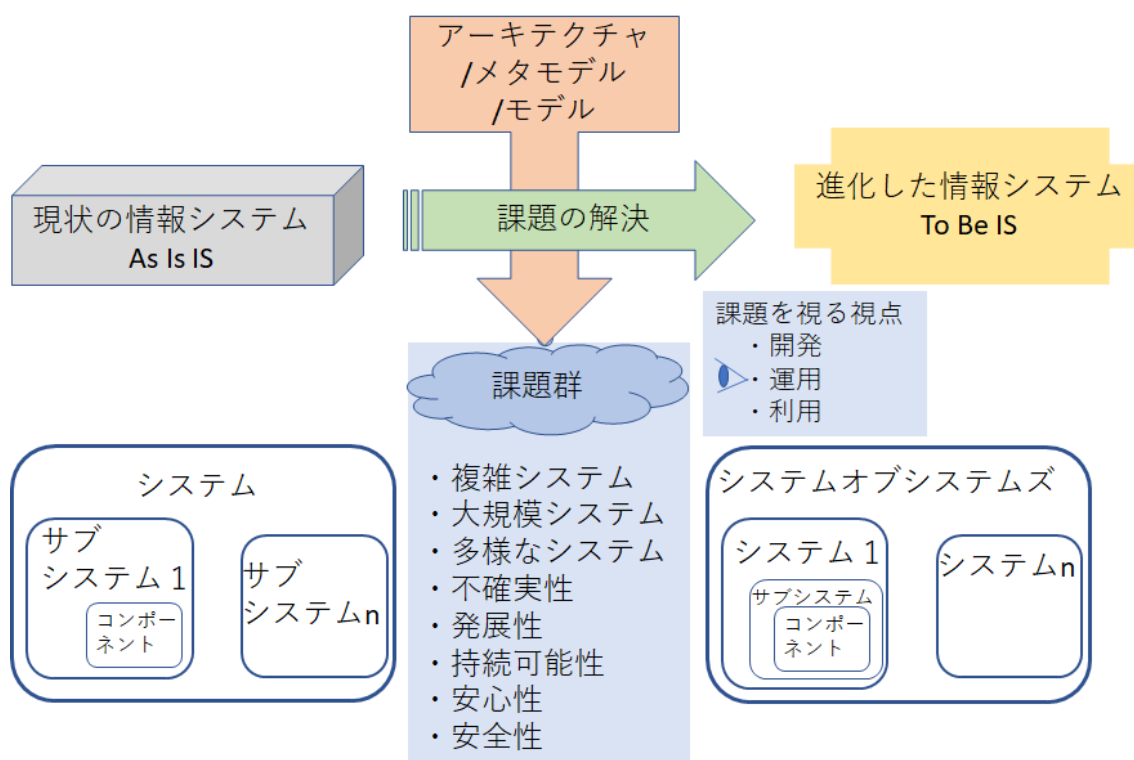 アーキテクチャ
/メタモデル
/モデル
現状の情報システム
As Is IS
課題の解決
進化した情報システム
To Be IS
課題を視る視点
・開発
・運用
・利用
課題群
・複雑システム
・大規模システム
・多様なシステム
・不確実性
・発展性
・持続可能性
・安心性
・安全性
システム
サブ
システム1
コンポー
ネント
サブ
システムn
システムオブシステムズ
システム1
サブシステム
コンポー
ネント
システムn